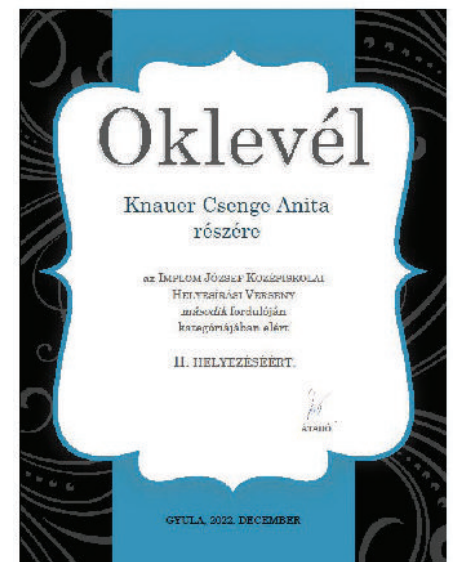 Oklevél
Knauer Csenge Anita
részére
az Implom József Középiskolai
Helyesírási Verseny
második fordulóján
kategóriájában elért
II. HELYEZÉSÉÉRT.
ÁTADÓ
GYULA, 2022. DECEMBER